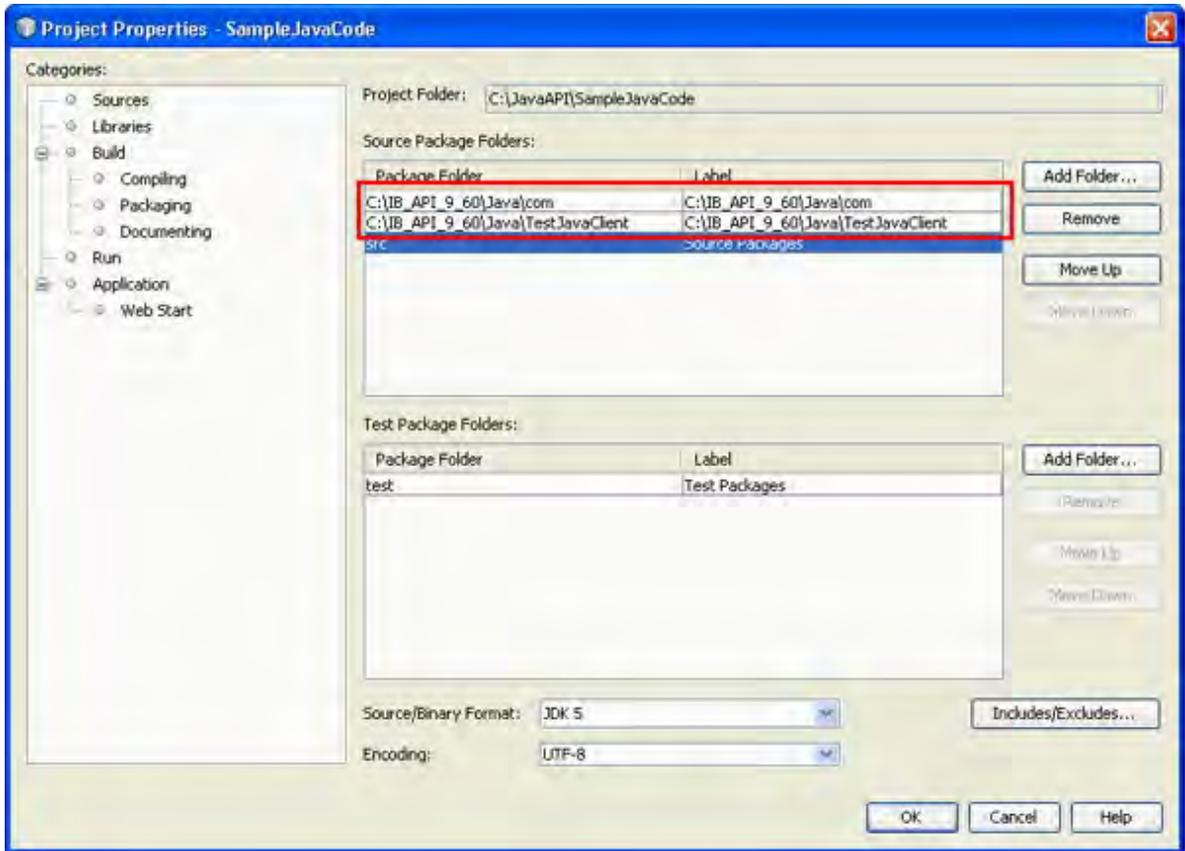 Project Properties - SampleJavaCode
Categories:
Sources
Libraries
Build
Compiling
Packaging
Documenting
Run
Application
Web Start
Project Folder: C:\JavaAPI\SampleJavaCode
Source Package Folders:
Package Folder Label
C:\IB_API_9_60\Java\com C:\IB_API_9_60\Java\com
C:\IB_API_9_60\Java\TestJavaClient C:\IB_API_9_60\Java\TestJavaClient
src Source Packages
Add Folder...
Remove
Move Up
Move Down
Test Package Folders:
Package Folder Label
test Test Packages
Add Folder...
Remove
Move Up
Move Down
Source/Binary Format: JDK 5
Includes/Excludes...
Encoding: UTF-8
OK Cancel Help